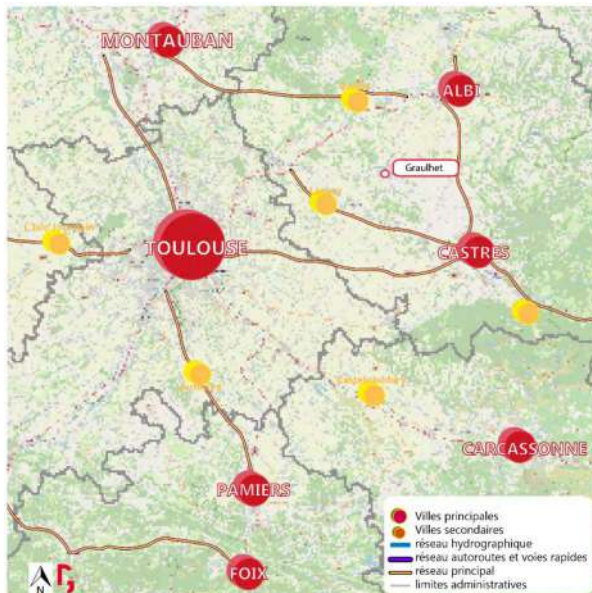 MONTAUBAN
ALBI
Graulhet
TOULOUSE
CASTRES
CARCASSONNE
PAMIERS
FOIX
Villes principales
Villes secondaires
réseau hydrographique
réseau autoroutes et voies rapides
réseau principal
limites administratives
N